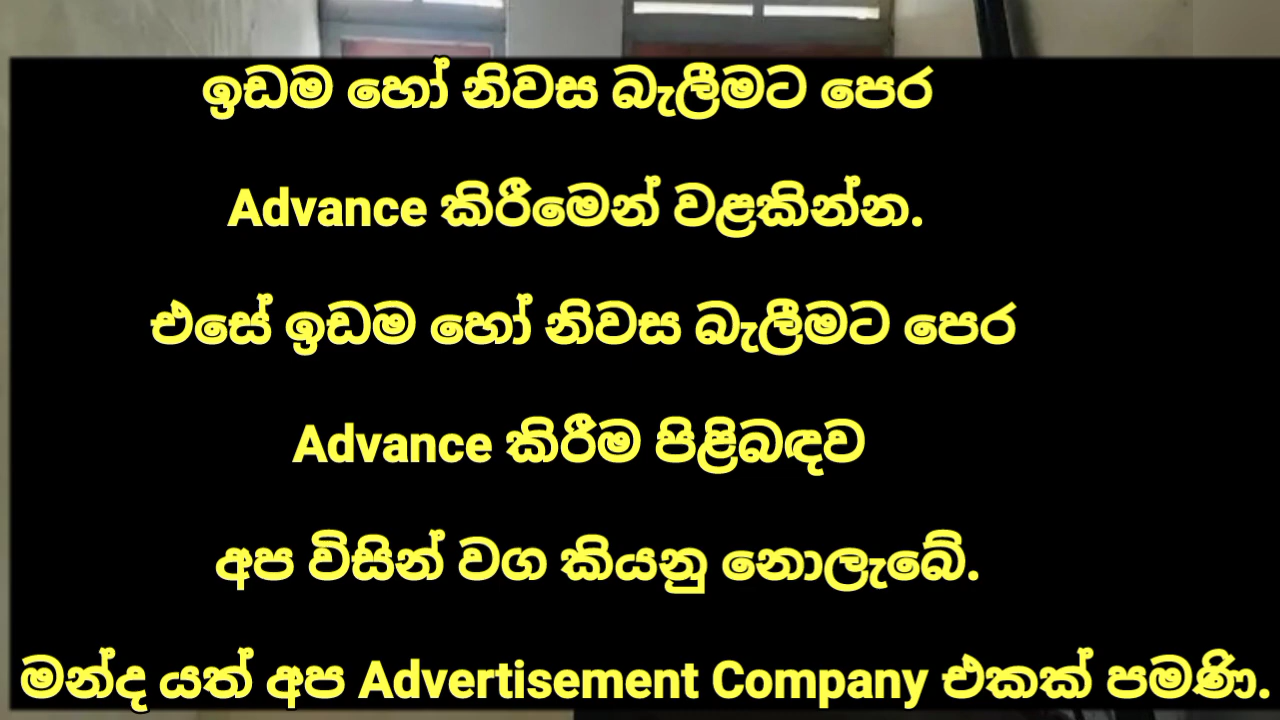 ඉඩම හෝ නිවස බැලීමට පෙර
Advance කිරීමෙන් වළකින්න.
එසේ ඉඩම හෝ නිවස බැලීමට පෙර
Advance කිරීම පිළිබඳව
අප විසින් වග කියනු නොලැබේ.
මන්ද යත් අප Advertisement Company එකක් පමණි.